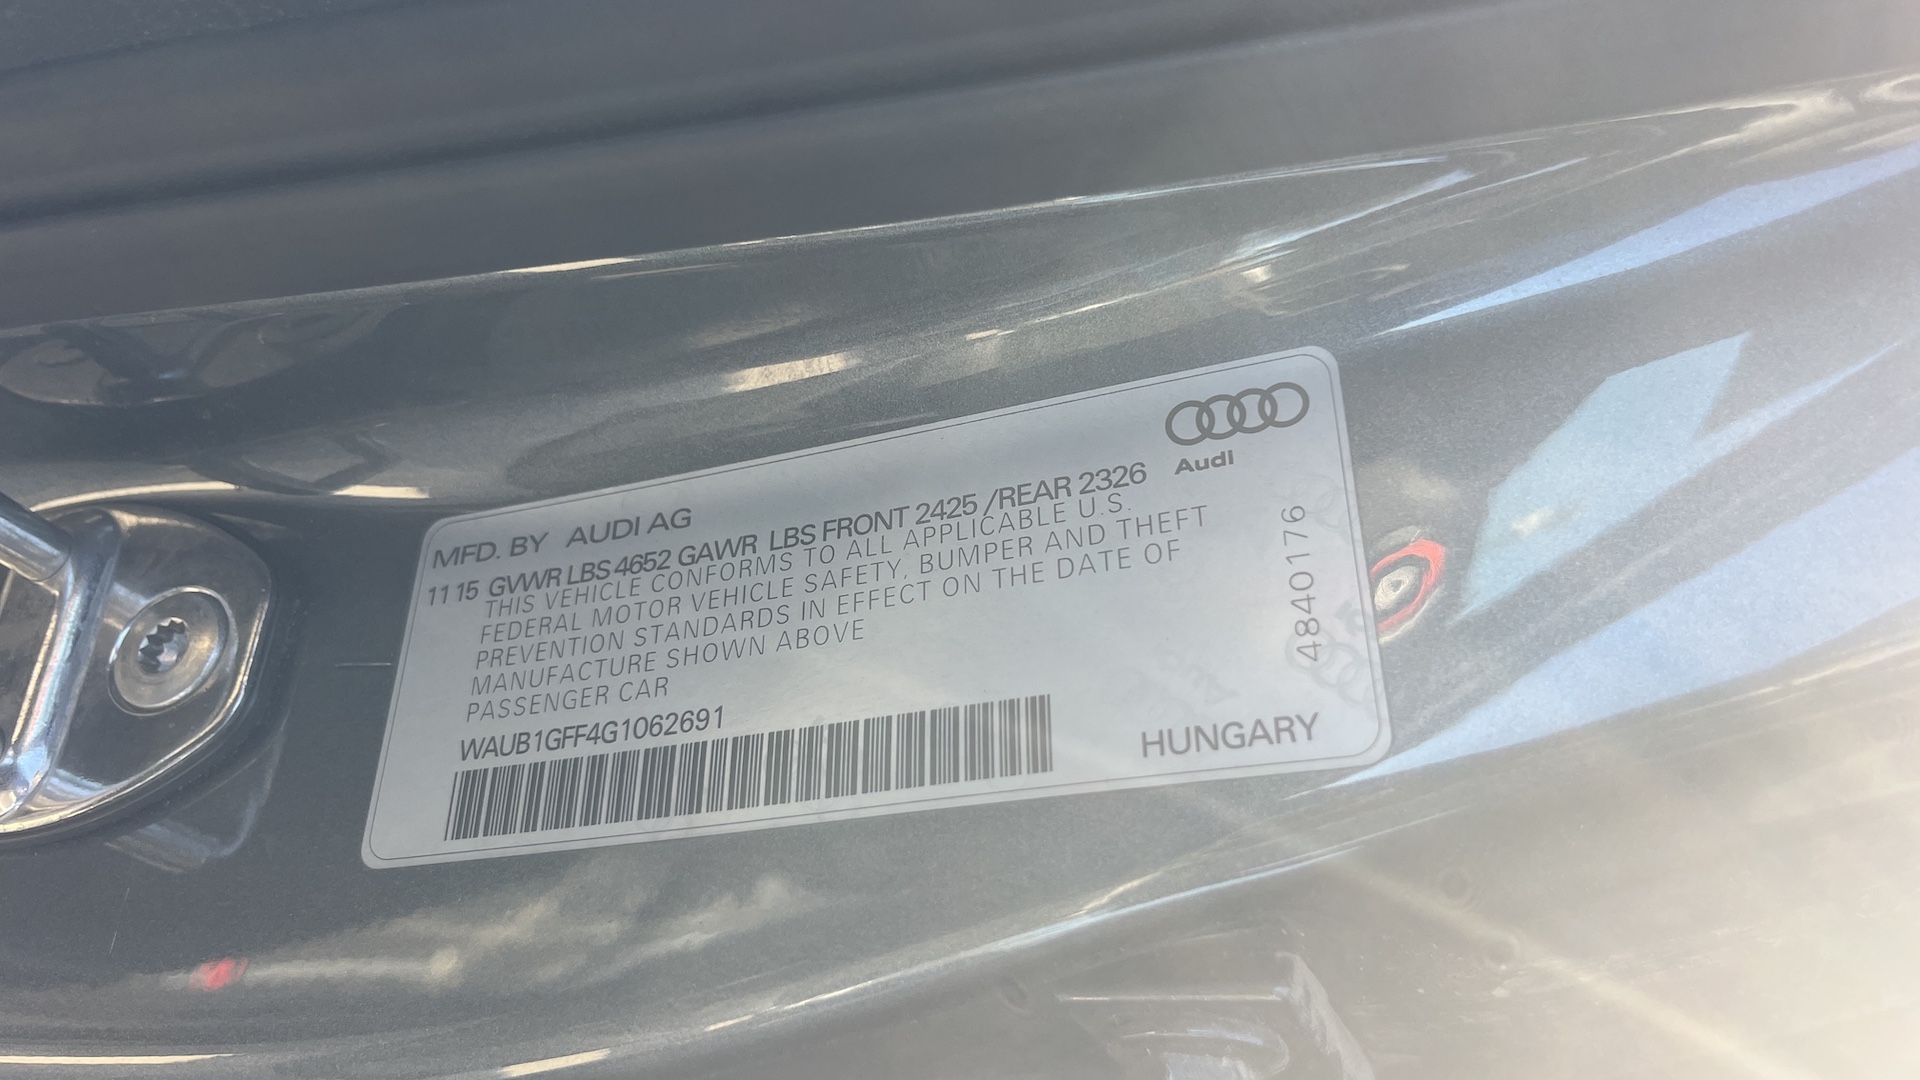 Audi
MFD. BY AUDI AG
11 15 GVWR LBS 4652 GAWR LBS FRONT 2425 /REAR 2326
THIS VEHICLE CONFORMS TO ALL APPLICABLE U.S.
FEDERAL MOTOR VEHICLE SAFETY, BUMPER AND THEFT
PREVENTION STANDARDS IN EFFECT ON THE DATE OF
MANUFACTURE SHOWN ABOVE
PASSENGER CAR
WAUB1GFF4G1062691
HUNGARY
4840176